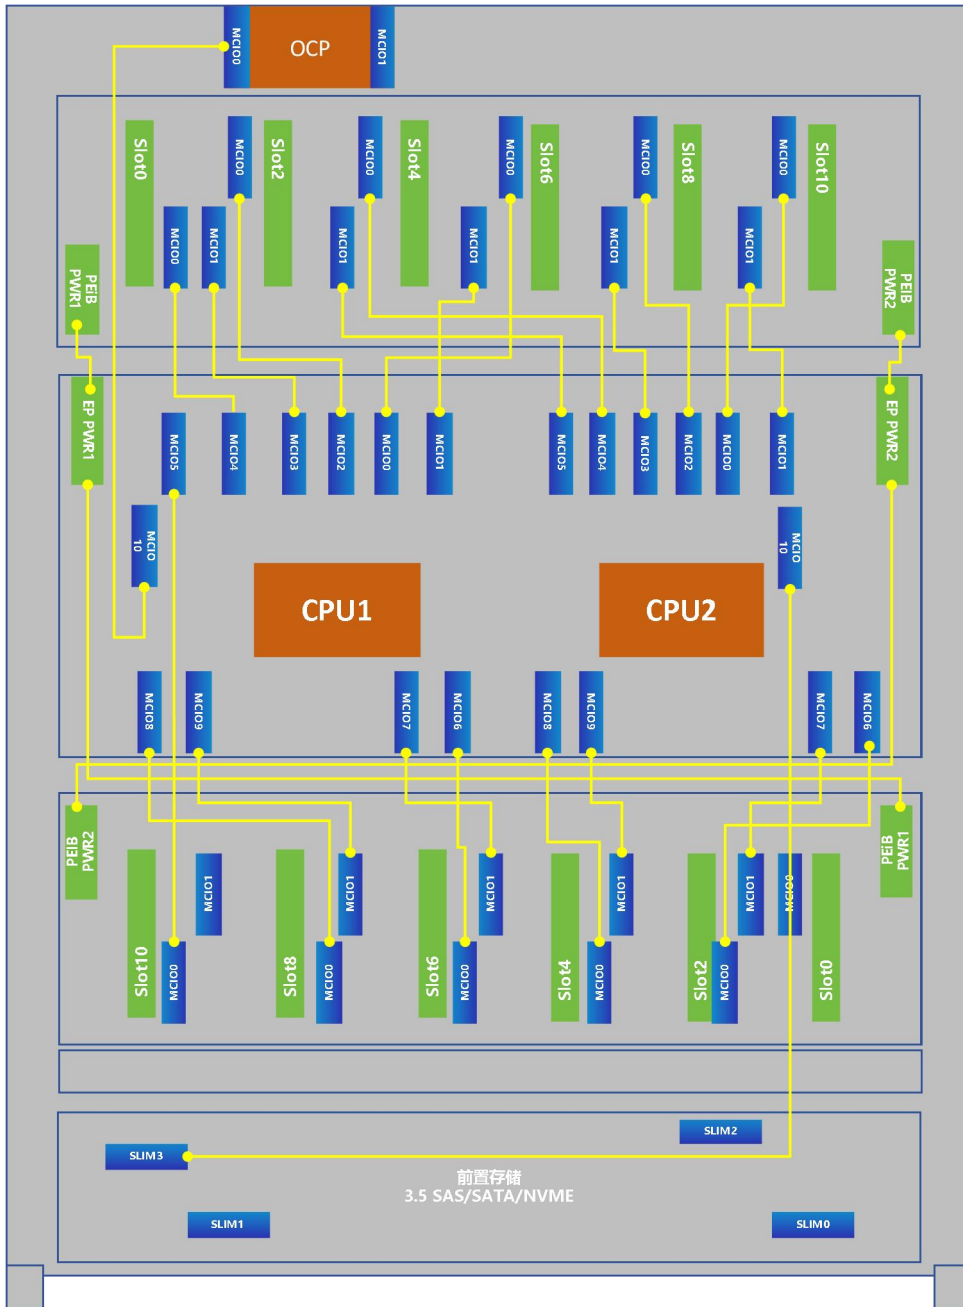 MCIO0
OCP
MCIO1
Slot0
MCIO0
Slot2
MCIO0
Slot4
MCIO0
Slot6
MCIO0
Slot8
MCIO0
Slot10
MCIO0
MCIO1
MCIO1
MCIO1
MCIO1
MCIO1
PEiB
PWR1
PEiB
PWR2
EP PWR1
MCIO5
MCIO4
MCIO3
MCIO2
MCIO0
MCIO1
MCIO5
MCIO4
MCIO3
MCIO2
MCIO0
MCIO1
EP PWR2
MCIO
10
MCIO
10
CPU1
CPU2
MCIO8
MCIO9
MCIO7
MCIO6
MCIO8
MCIO9
MCIO7
MCIO6
PEiB
PWR2
PEiB
PWR1
MCIO1
MCIO1
MCIO1
MCIO1
MCIO1
MCIO0
Slot10
MCIO0
Slot8
MCIO0
Slot6
MCIO0
Slot4
MCIO0
Slot2
MCIO0
Slot0
SLIM2
SLIM3
前置存储
3.5 SAS/SATA/NVME
SLIM1
SLIM0